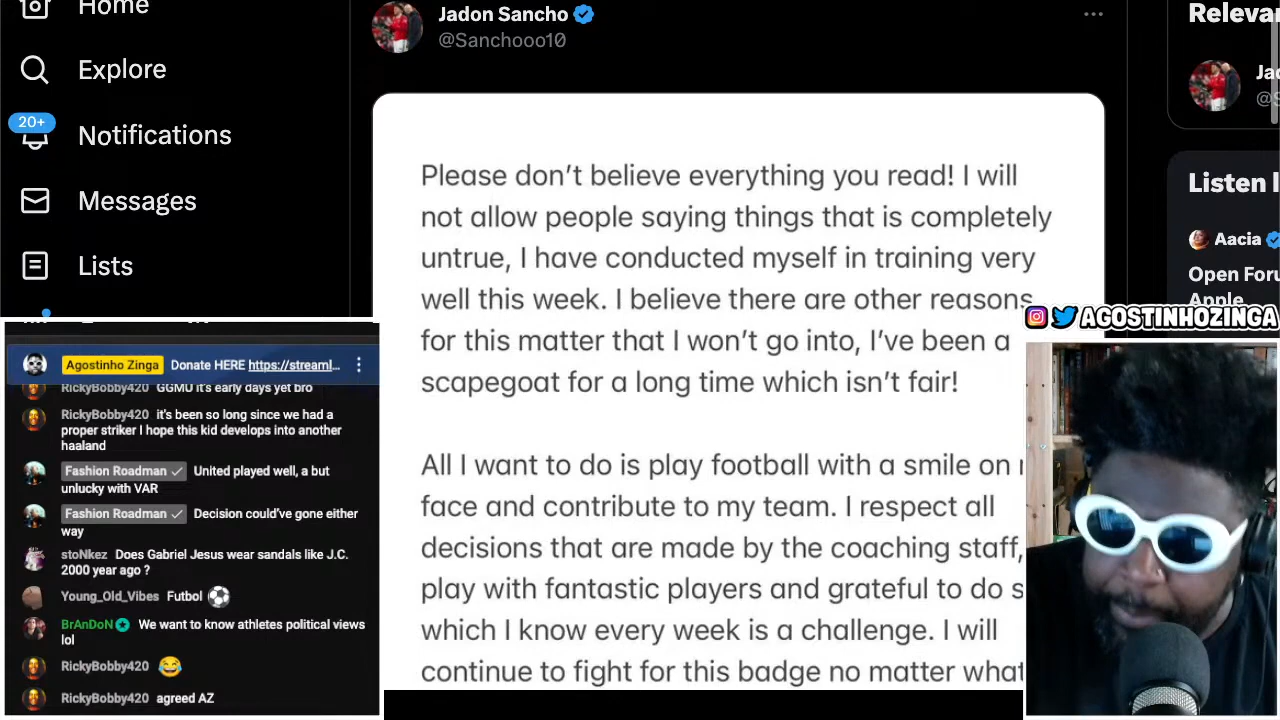 Home
Explore
20+
Notifications
Messages
Lists
Jadon Sancho
@Sanchooo10
Please don’t believe everything you read! I will
not allow people saying things that is completely
untrue, I have conducted myself in training very
well this week. I believe there are other reasons
for this matter that I won’t go into, I’ve been a
scapegoat for a long time which isn’t fair!
All I want to do is play football with a smile on
face and contribute to my team. I respect all
decisions that are made by the coaching staff,
play with fantastic players and grateful to do
which I know every week is a challenge. I will
continue to fight for this badge no matter what
Listen
Aacia
Open
Apple
AGOSTINHOZINGA
Agostinho Zinga Donate HERE https://streaml...
RickyBobby420 GGMU it's early days yet bro
RickyBobby420 it's been so long since we had a
proper striker I hope this kid develops into another
haaland
Fashion Roadman United played well, a but
unlucky with VAR
Fashion Roadman Decision could've gone either
way
stoNkez Does Gabriel Jesus wear sandals like J.C.
2000 year ago ?
Young_Old_Vibes Futbol
BrAnDoN We want to know athletes political views
lol
RickyBobby420
RickyBobby420 agreed AZ